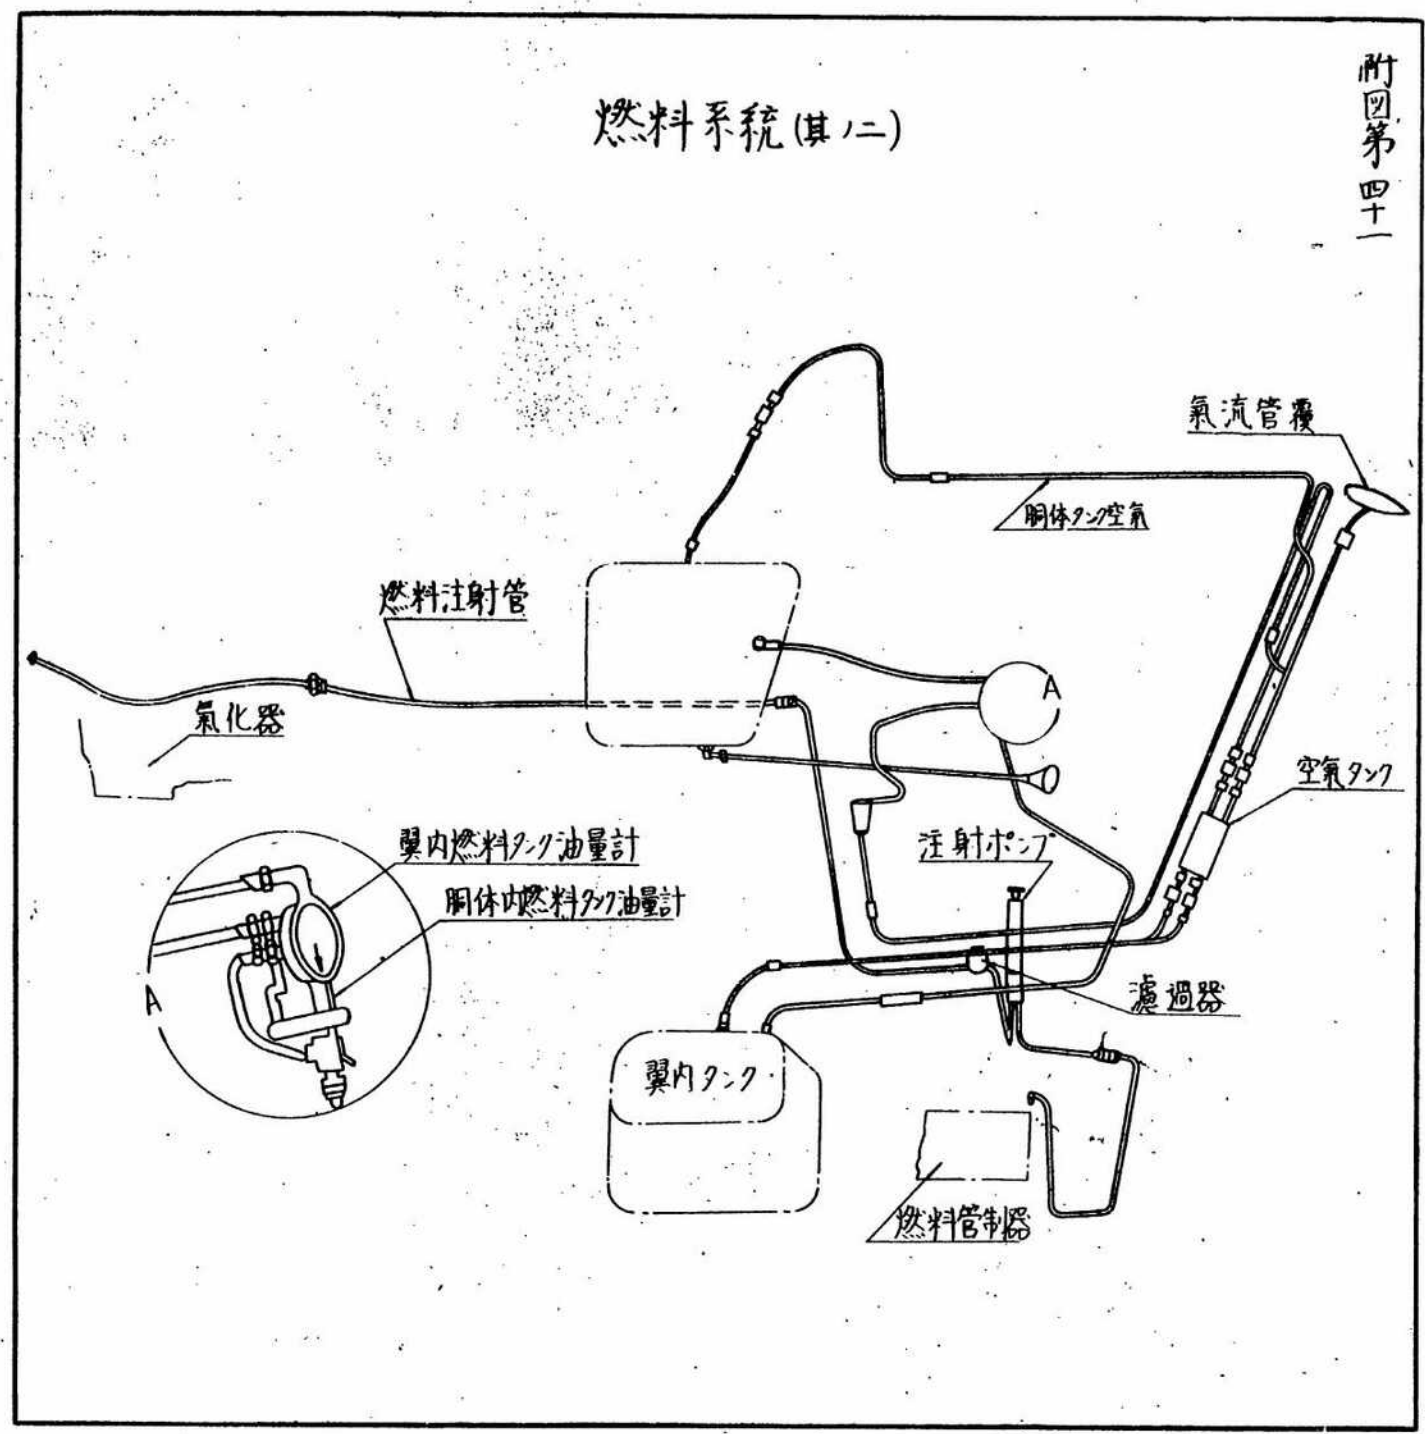 附図第四十一
燃料系統(其ノ二)
氣流管覆
胴体タンク空氣
燃料注射管
氣化器
A
空氣タンク
翼内燃料タンク油量計
注射ポンプ
胴体内燃料タンク油量計
A
濾過器
翼内タンク
燃料管制器